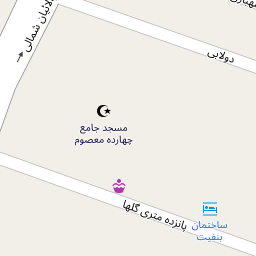 دولابی
مسجد جامع
چهارده معصوم
پانزده متری گلها
ساختمان
بنفیت